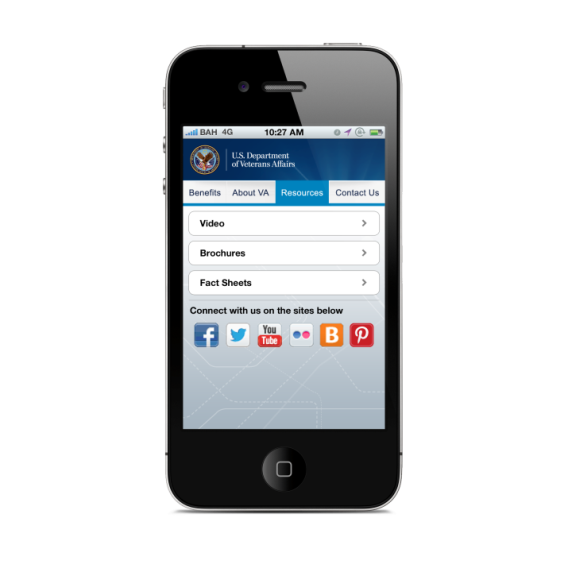 BAH 4G 10:27 AM
U.S. Department
of Veterans Affairs
Benefits About VA Resources Contact Us
Video
Brochures
Fact Sheets
Connect with us on the sites below
f You
Tube B P